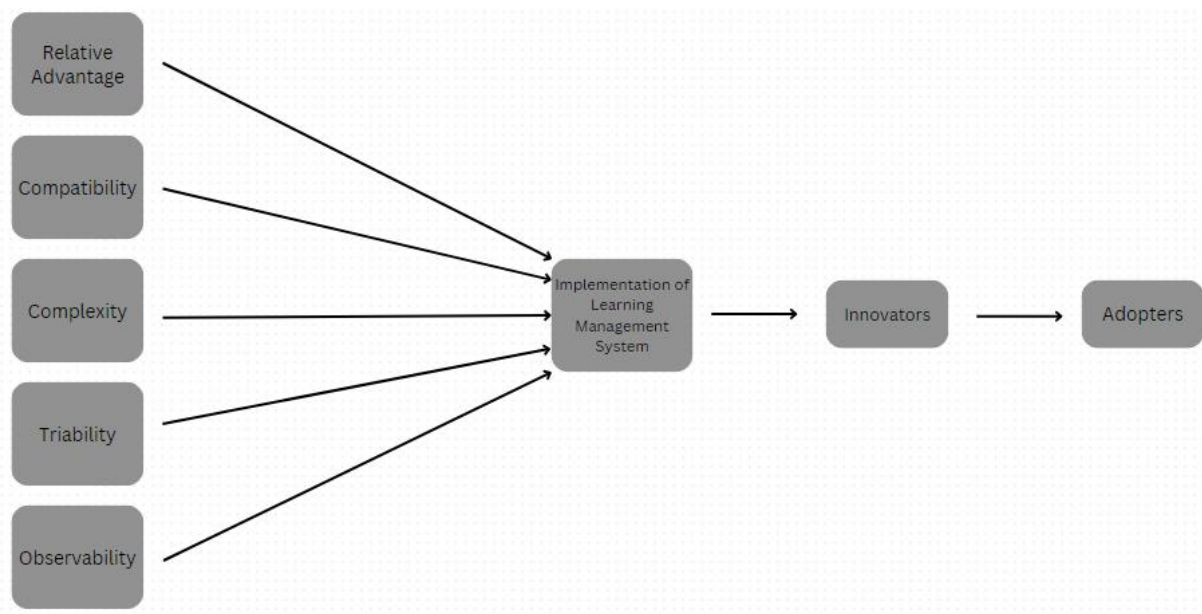 Relative
Advantage
Compatibility
Complexity
Triability
Observability
Implementation of
Learning
Management
System
Innovators
Adopters